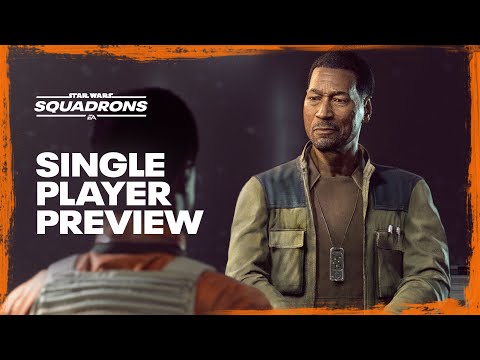 STAR WARS
SQUADRONS
EA
SINGLE
PLAYER
PREVIEW